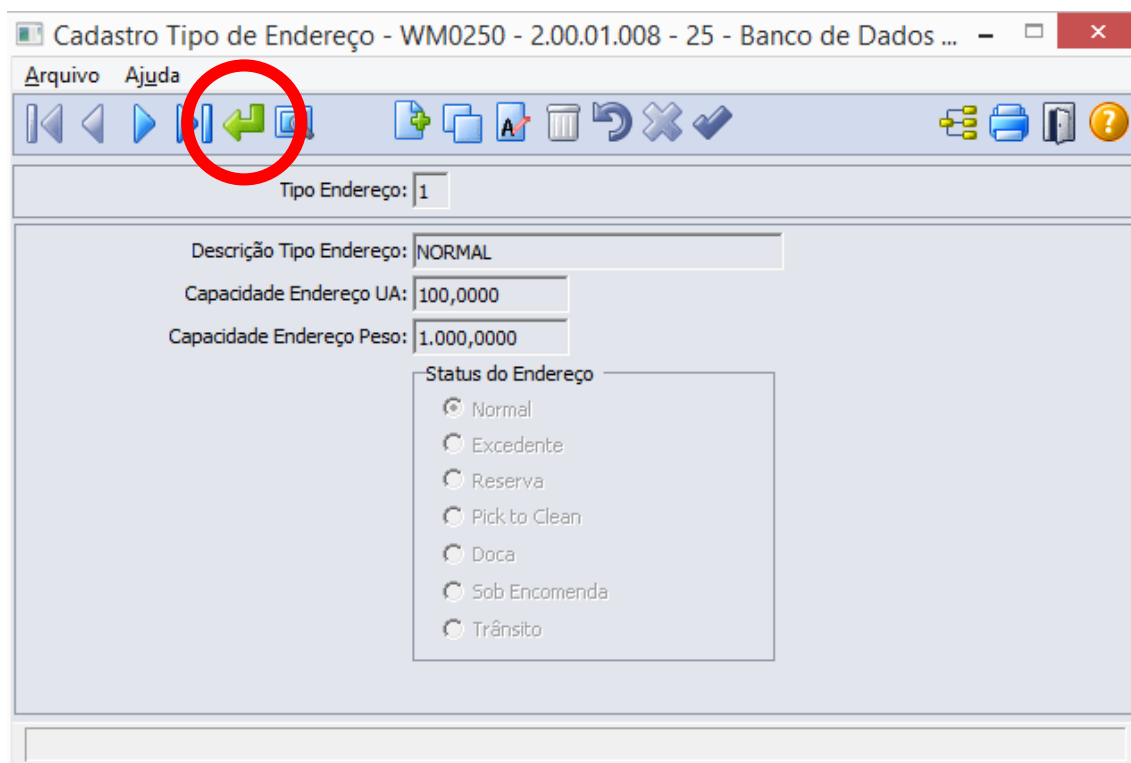 Cadastro Tipo de Endereço - WM0250 - 2.00.01.008 - 25 - Banco de Dados ...
Arquivo Ajuda
Tipo Endereço: 1
Descrição Tipo Endereço: NORMAL
Capacidade Endereço UA: 100,0000
Capacidade Endereço Peso: 1.000,0000
Status do Endereço
Normal
Excedente
Reserva
Pick to Clean
Doca
Sob Encomenda
Trânsito